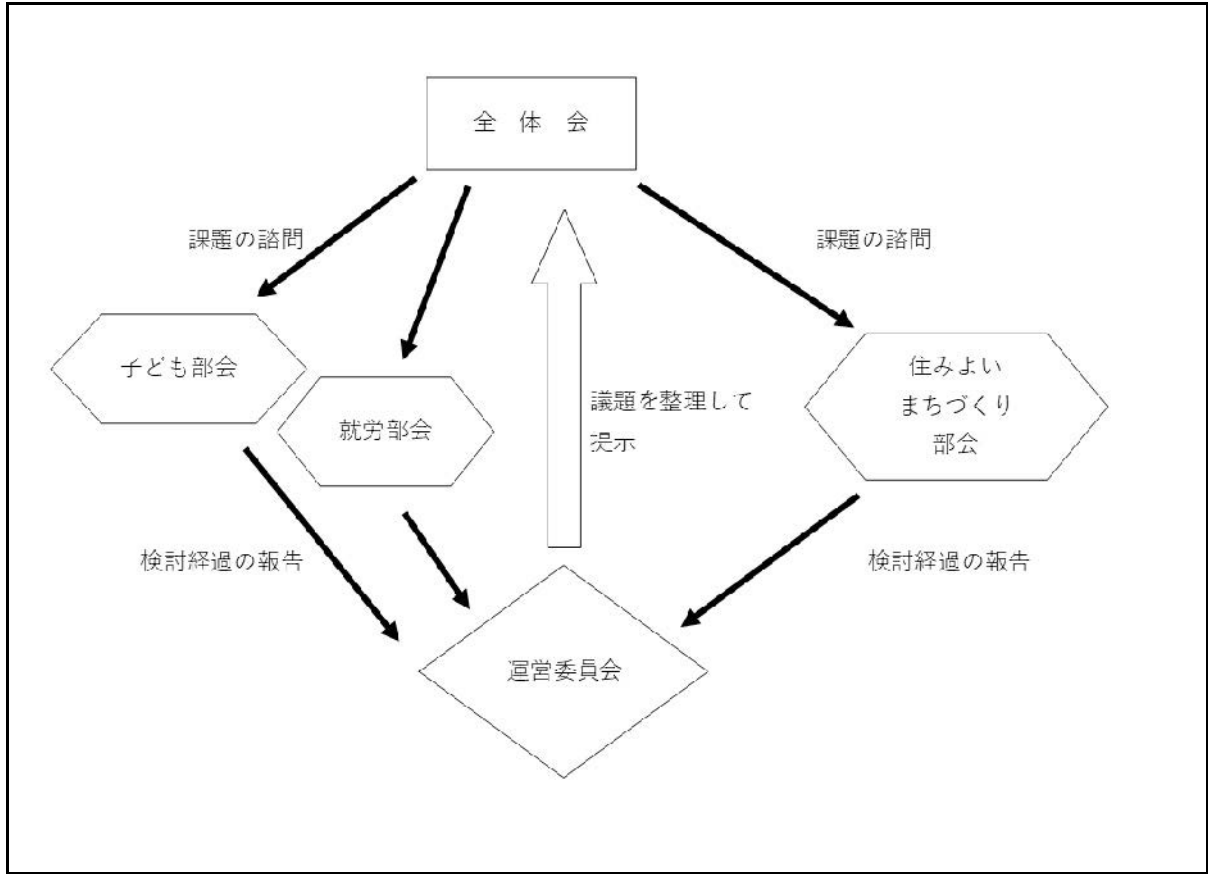 全　体　会
課題の諮問
課題の諮問
子ども部会
就労部会
住みよい
まちづくり
部会
議題を整理して
提示
検討経過の報告
検討経過の報告
運営委員会